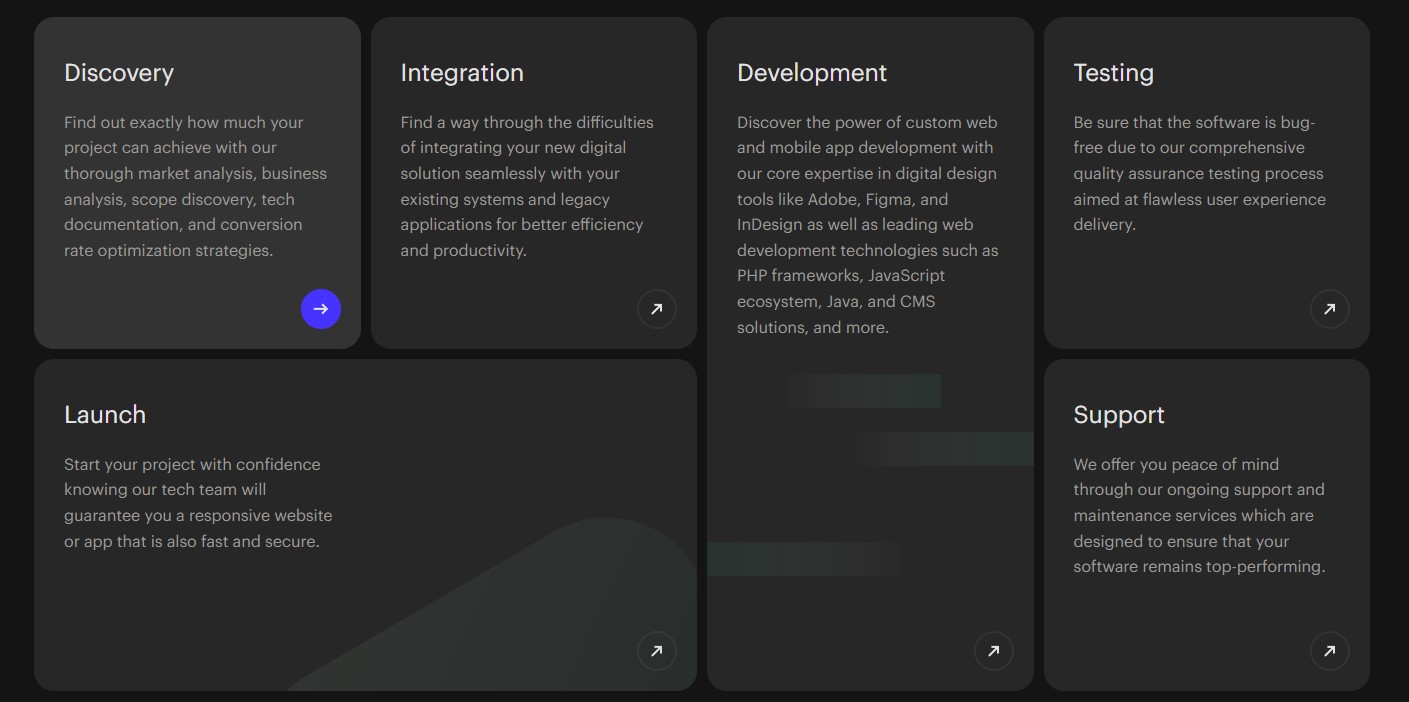 Discovery
Find out exactly how much your
project can achieve with our
thorough market analysis, business
analysis, scope discovery, tech
documentation, and conversion
rate optimization strategies.
Integration
Find a way through the difficulties
of integrating your new digital
solution seamlessly with your
existing systems and legacy
applications for better efficiency
and productivity.
Development
Discover the power of custom web
and mobile app development with
our core expertise in digital design
tools like Adobe, Figma, and
InDesign as well as leading web
development technologies such as
PHP frameworks, JavaScript
ecosystem, Java, and CMS
solutions, and more.
Testing
Be sure that the software is bug-
free due to our comprehensive
quality assurance testing process
aimed at flawless user experience
delivery.
Launch
Start your project with confidence
knowing our tech team will
guarantee you a responsive website
or app that is also fast and secure.
Support
We offer you peace of mind
through our ongoing support and
maintenance services which are
designed to ensure that your
software remains top-performing.